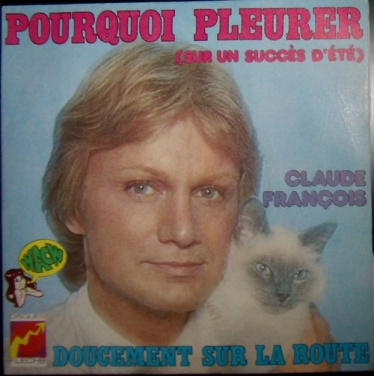 POURQUOI PLEURER
(SUR UN SUCCÈS D'ÉTÉ)
CLAUDE
FRANÇOIS
DOUCEMENT SUR LA ROUTE